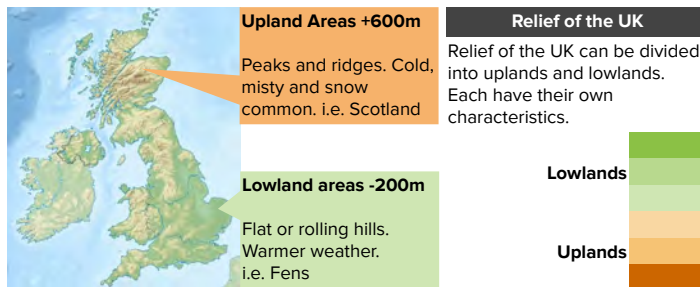 Upland Areas +600m
Peaks and ridges. Cold,
misty and snow
common. i.e. Scotland
Lowland areas -200m
Flat or rolling hills.
Warmer weather.
i.e. Fens
Relief of the UK
Relief of the UK can be divided
into uplands and lowlands.
Each have their own
characteristics.
Lowlands
Uplands